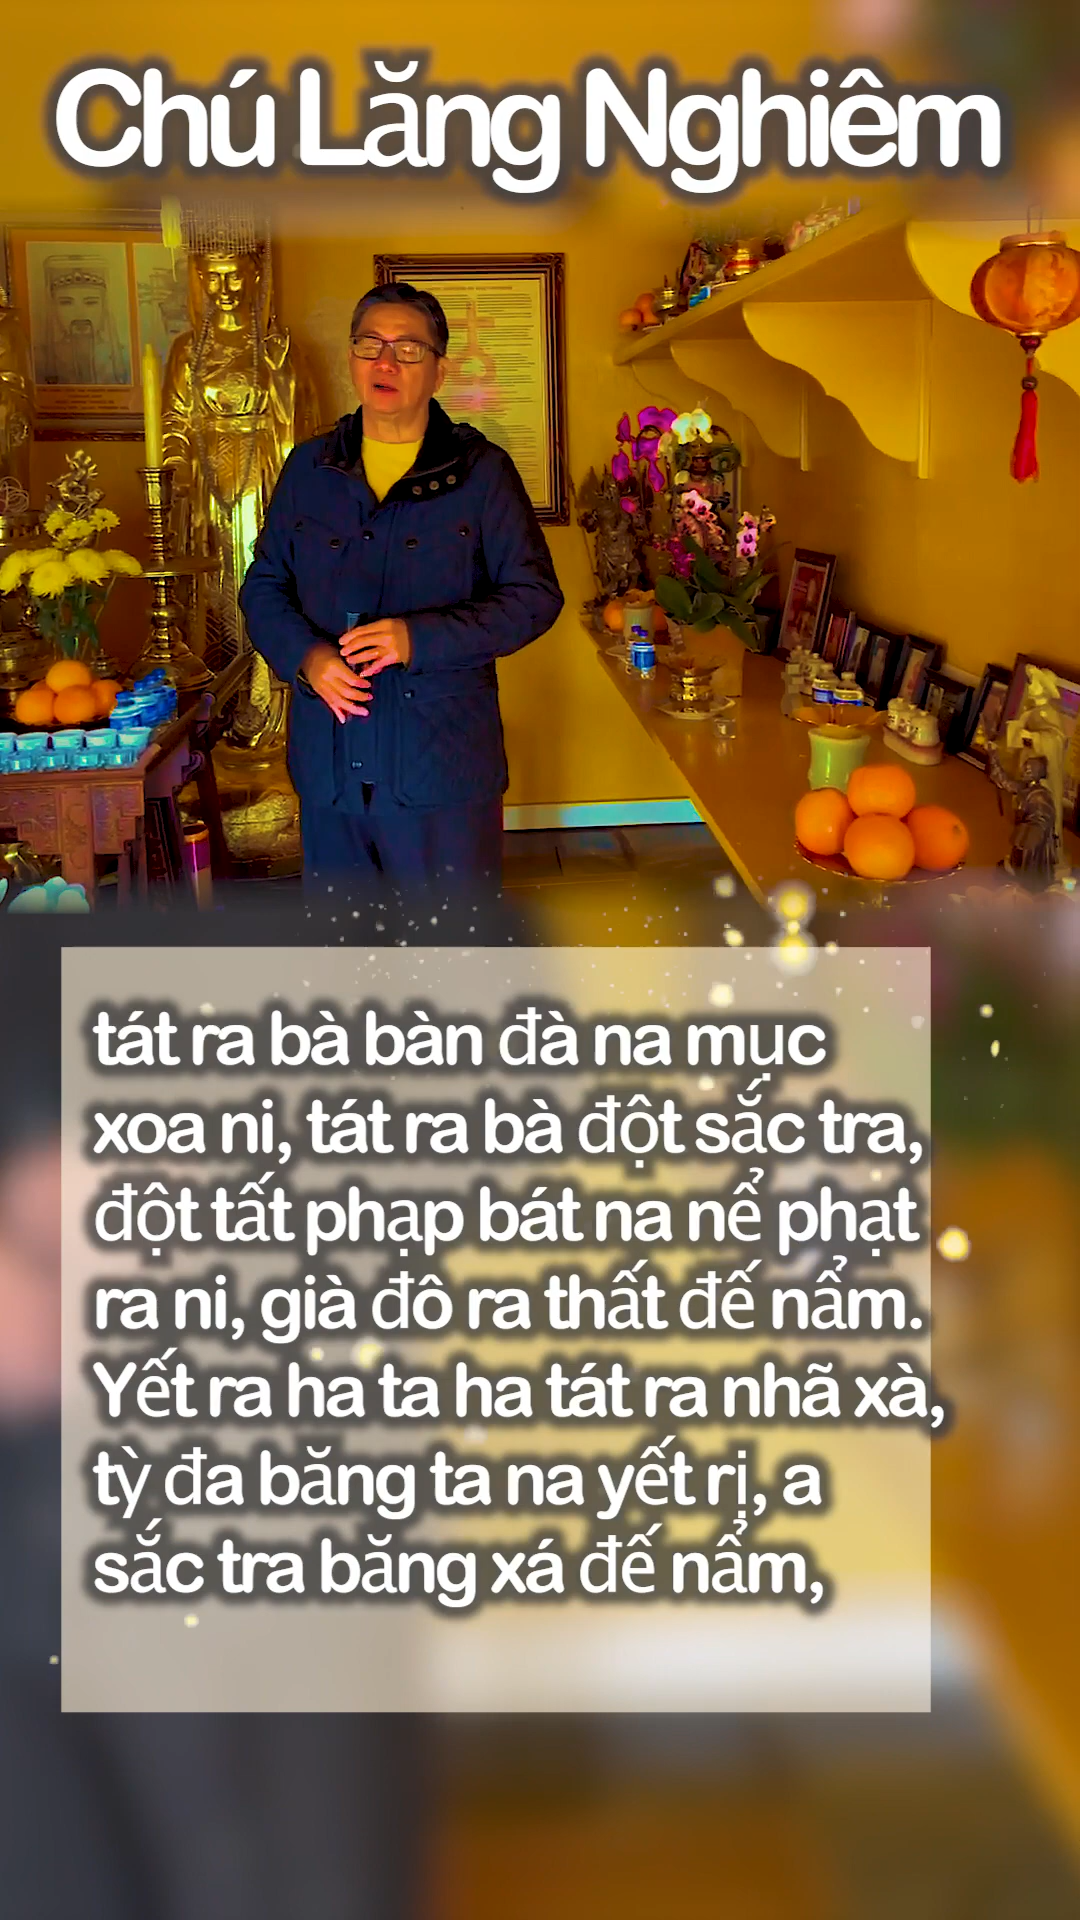 Chú Lăng Nghiêm
tát ra bà bàn đà na mục
xoa ni, tát ra bà đột sắc tra,
đột tất phạp bát na nể phạt
ra ni, già đô ra thất đế nẩm.
Yết ra ha ta ha tát ra nhã xà,
tỳ đa băng ta na yết rị, a
sắc tra băng xá đế nẩm,